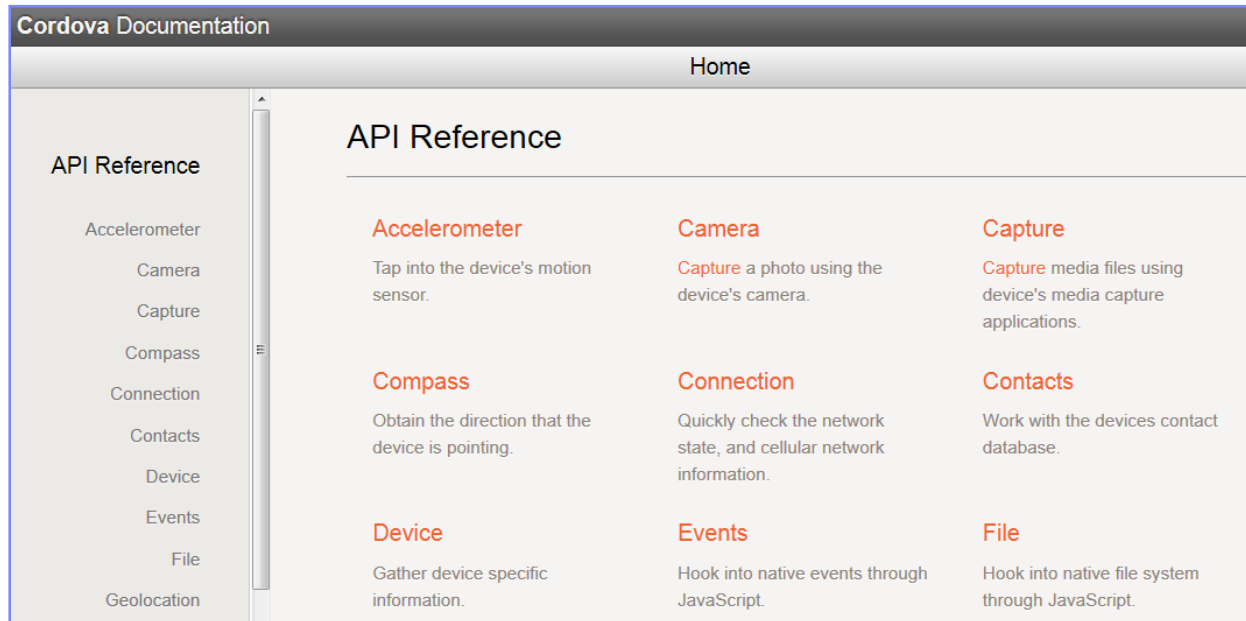 Cordova Documentation
Home
API Reference
Accelerometer
Camera
Capture
Compass
Connection
Contacts
Device
Events
File
Geolocation
API Reference
Accelerometer
Tap into the device's motion
sensor.
Camera
Capture a photo using the
device's camera.
Capture
Capture media files using
device's media capture
applications.
Compass
Obtain the direction that the
device is pointing.
Connection
Quickly check the network
state, and cellular network
information.
Contacts
Work with the devices contact
database.
Device
Gather device specific
information.
Events
Hook into native events through
JavaScript.
File
Hook into native file system
through JavaScript.